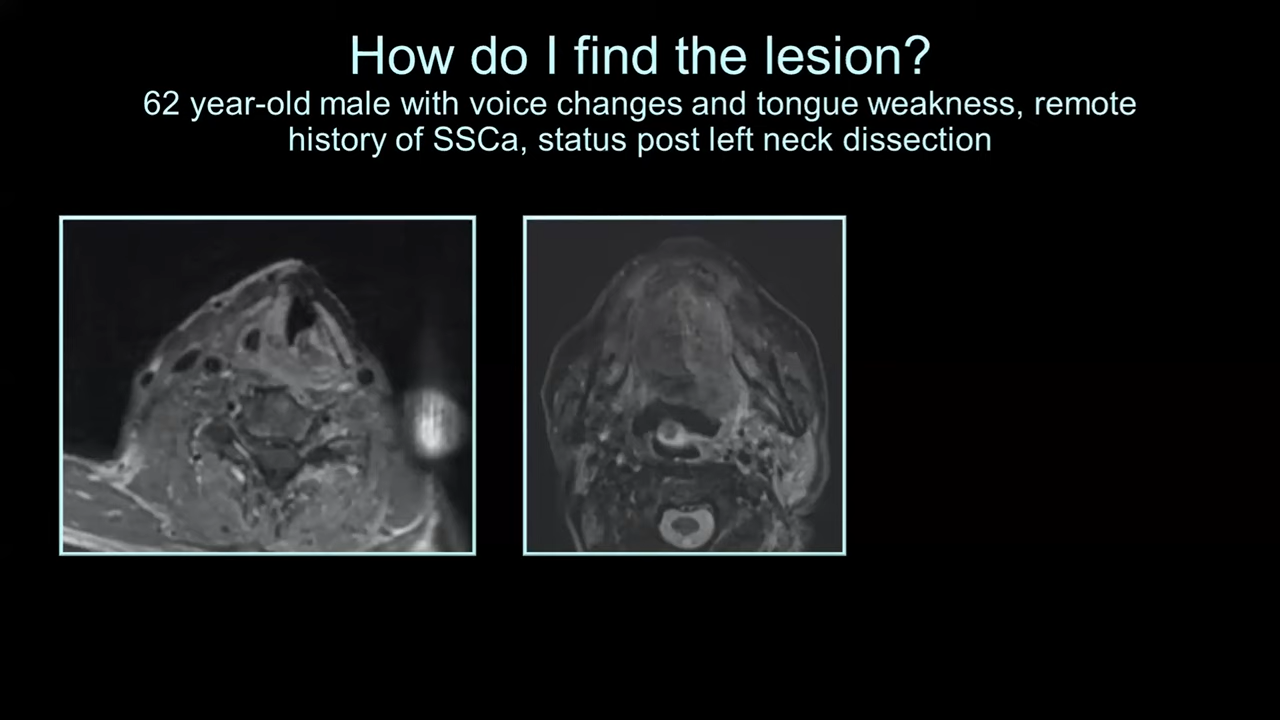 How do I find the lesion?
62 year-old male with voice changes and tongue weakness, remote
history of SSCa, status post left neck dissection